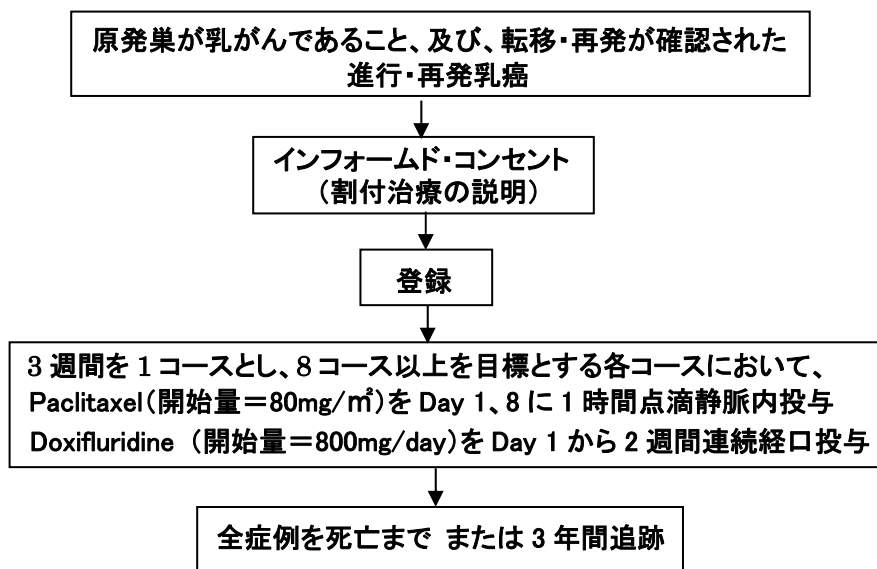 原発巣が乳がんであること、及び、転移・再発が確認された
進行・再発乳癌
インフォームド・コンセント
（割付治療の説明）
登録
3 週間を 1 コースとし、8 コース以上を目標とする各コースにおいて、
Paclitaxel（開始量＝80mg/㎡）を Day 1、8 に 1 時間点滴静脈内投与
Doxifluridine （開始量＝800mg/day）を Day 1 から 2 週間連続経口投与
全症例を死亡まで または 3 年間追跡